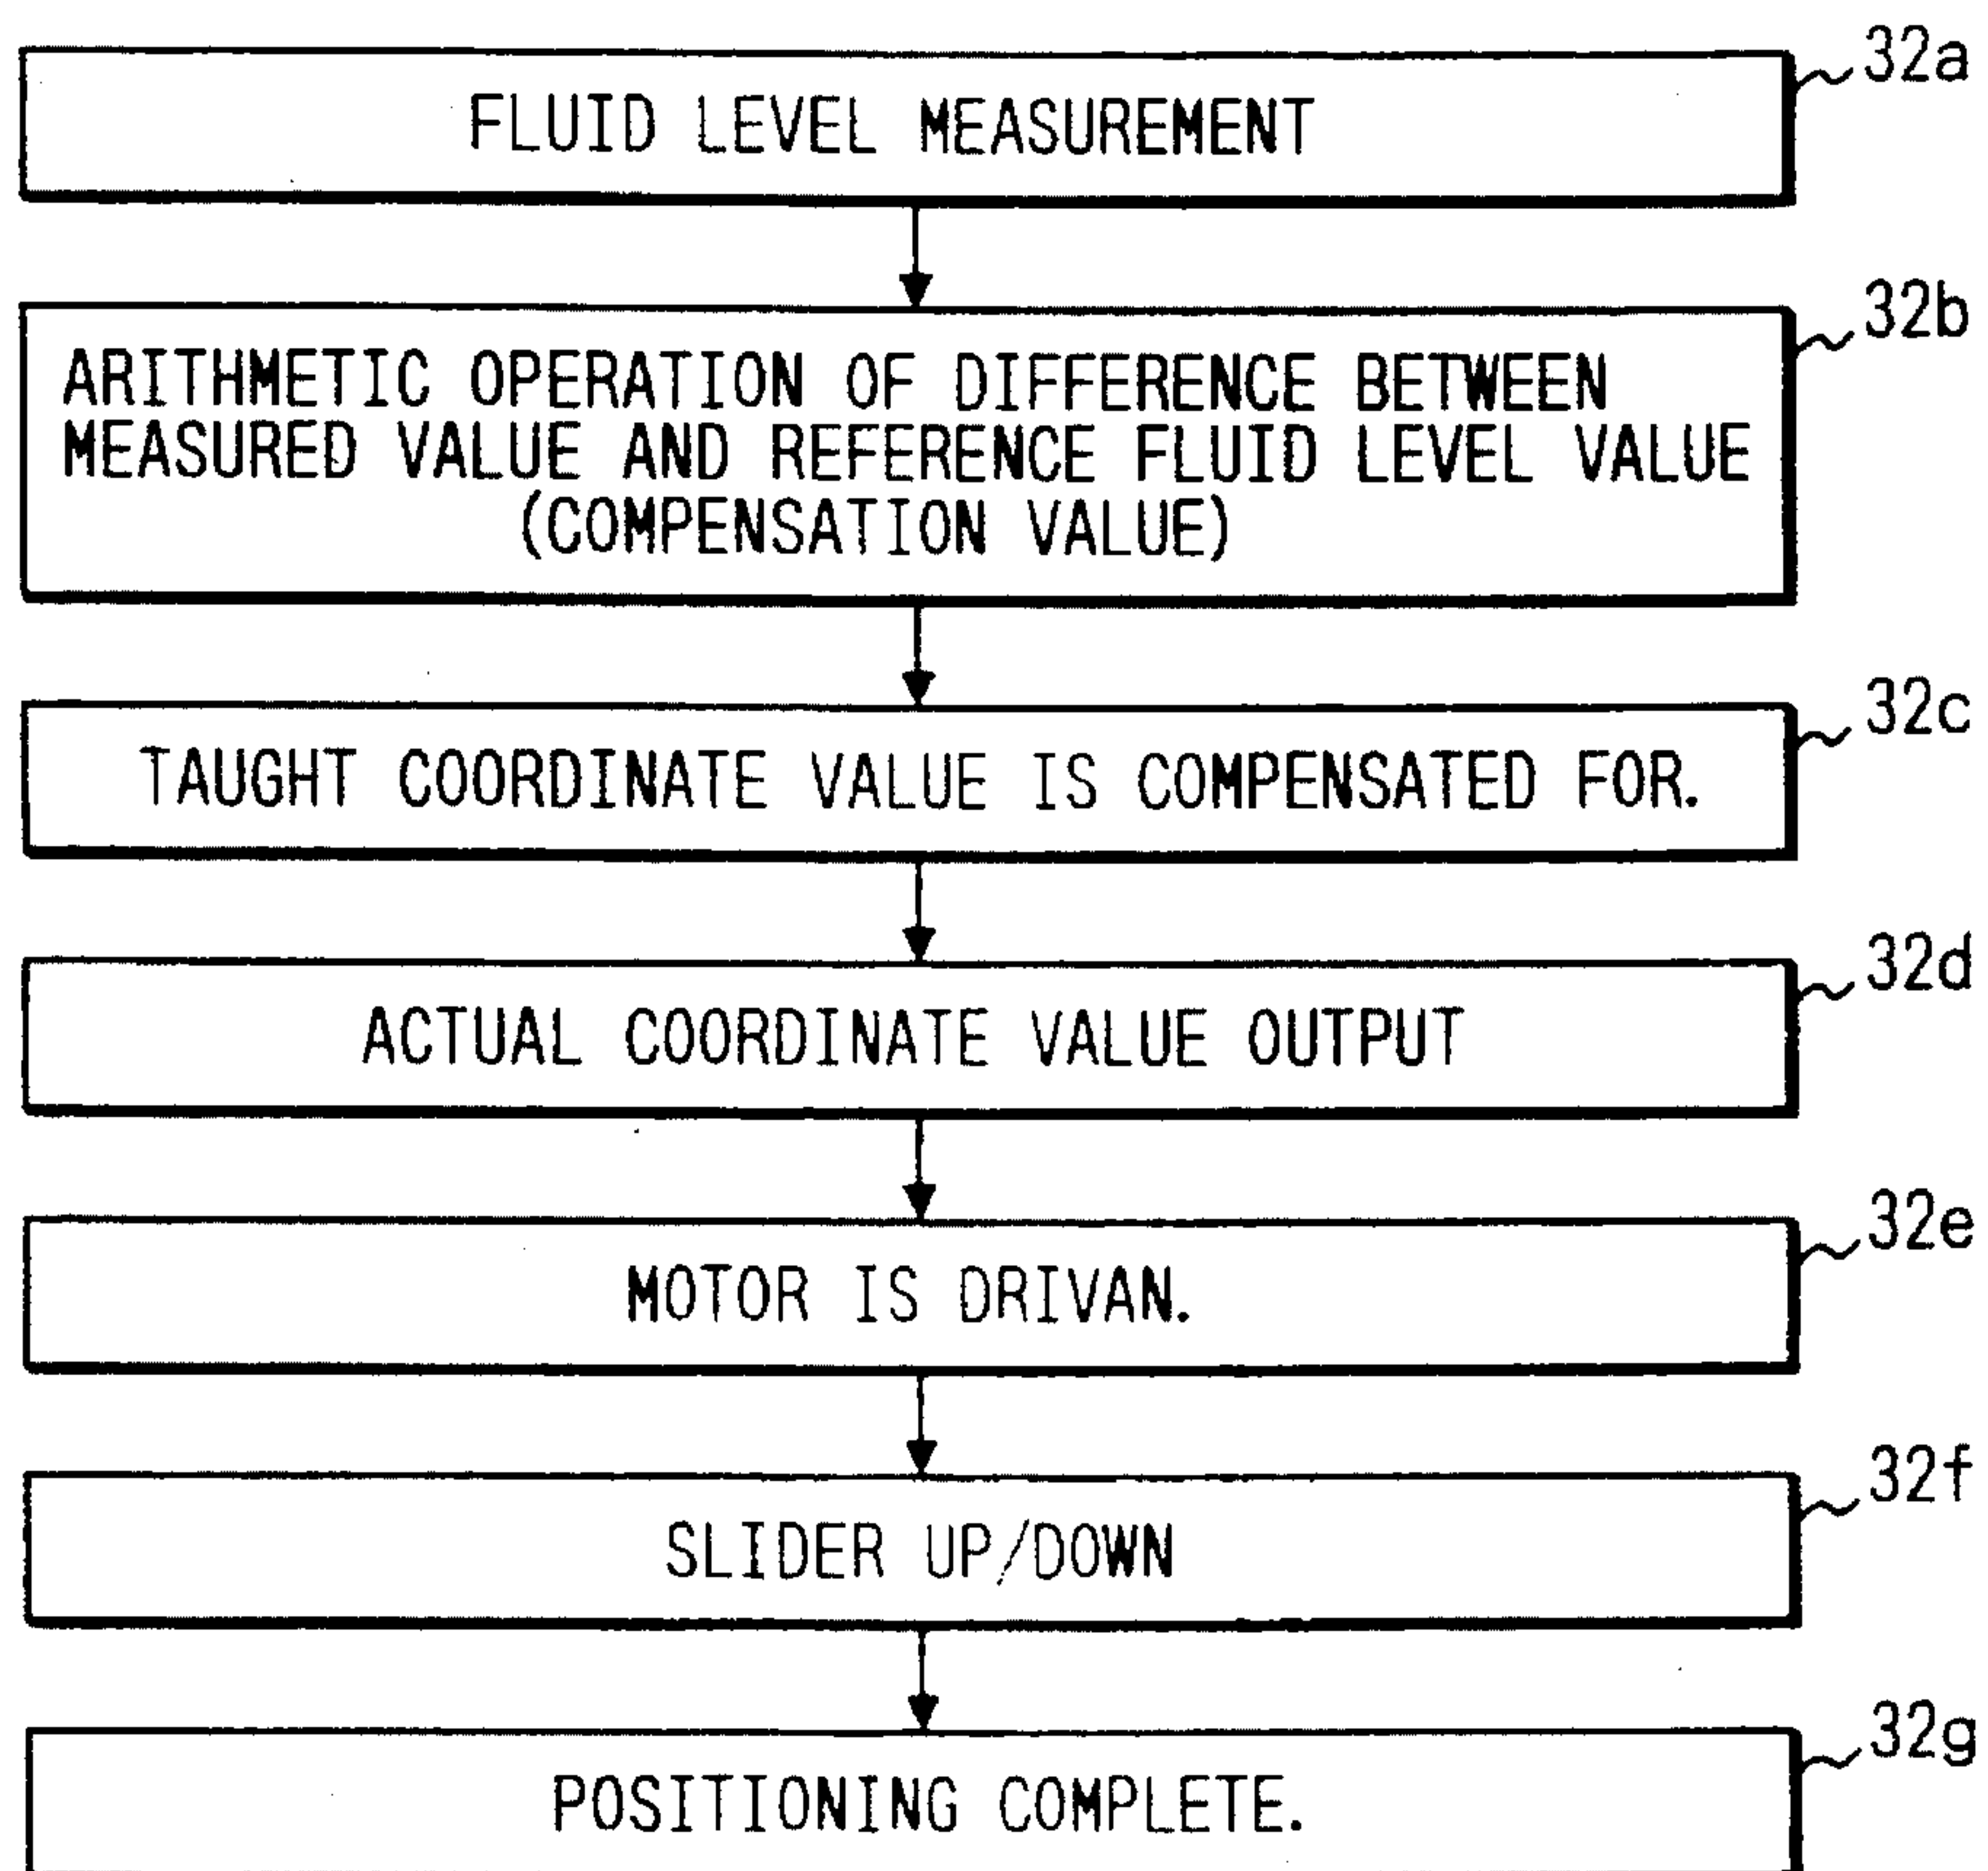 32a
FLUID LEVEL MEASUREMENT
32b
ARITHMETIC OPERATION OF DIFFERENCE BETWEEN
MEASURED VALUE AND REFERENCE FLUID LEVEL VALUE
(COMPENSATION VALUE)
32c
TAUGHT COORDINATE VALUE IS COMPENSATED FOR.
32d
ACTUAL COORDINATE VALUE OUTPUT
32e
MOTOR IS DRIVAN.
32f
SLIDER UP/DOWN
32g
POSITIONING COMPLETE.